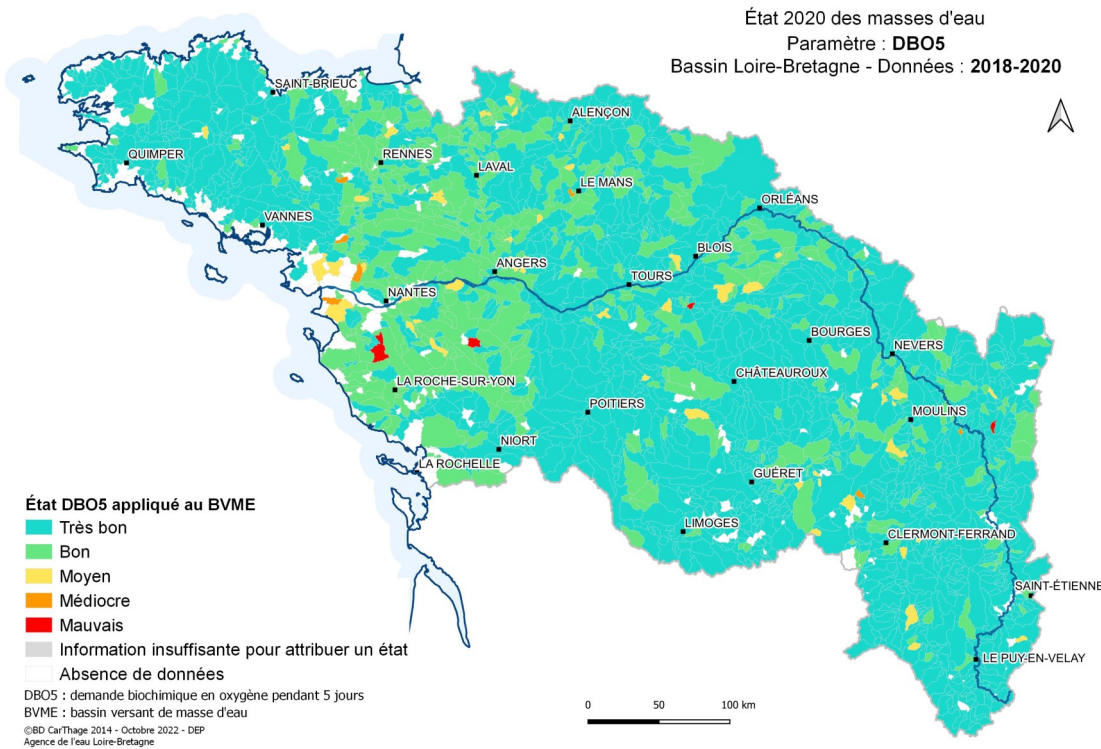 État 2020 des masses d'eau
Paramètre : DBO5
Bassin Loire-Bretagne - Données : 2018-2020
SAINT-BRIEUC
ALENÇON
QUIMPER
RENNES
LAVAL
LE MANS
ORLÉANS
VANNES
BLOIS
ANGERS
TOURS
NANTES
BOURGES
NEVERS
CHÂTEAUROUX
LA ROCHE-SUR-YON
POITIERS
MOULINS
NIORT
LA ROCHELLE
GUÉRET
LIMOGES
CLERMONT-FERRAND
SAINT-ÉTIENNE
LE PUY-EN-VELAY
État DBO5 appliqué au BVME
Très bon
Bon
Moyen
Médiocre
Mauvais
Information insuffisante pour attribuer un état
Absence de données
DBO5 : demande biochimique en oxygène pendant 5 jours
BVME : bassin versant de masse d'eau
©BD CarThage 2014 - Octobre 2022 - DEP
Agence de l'eau Loire-Bretagne
0 50 100 km